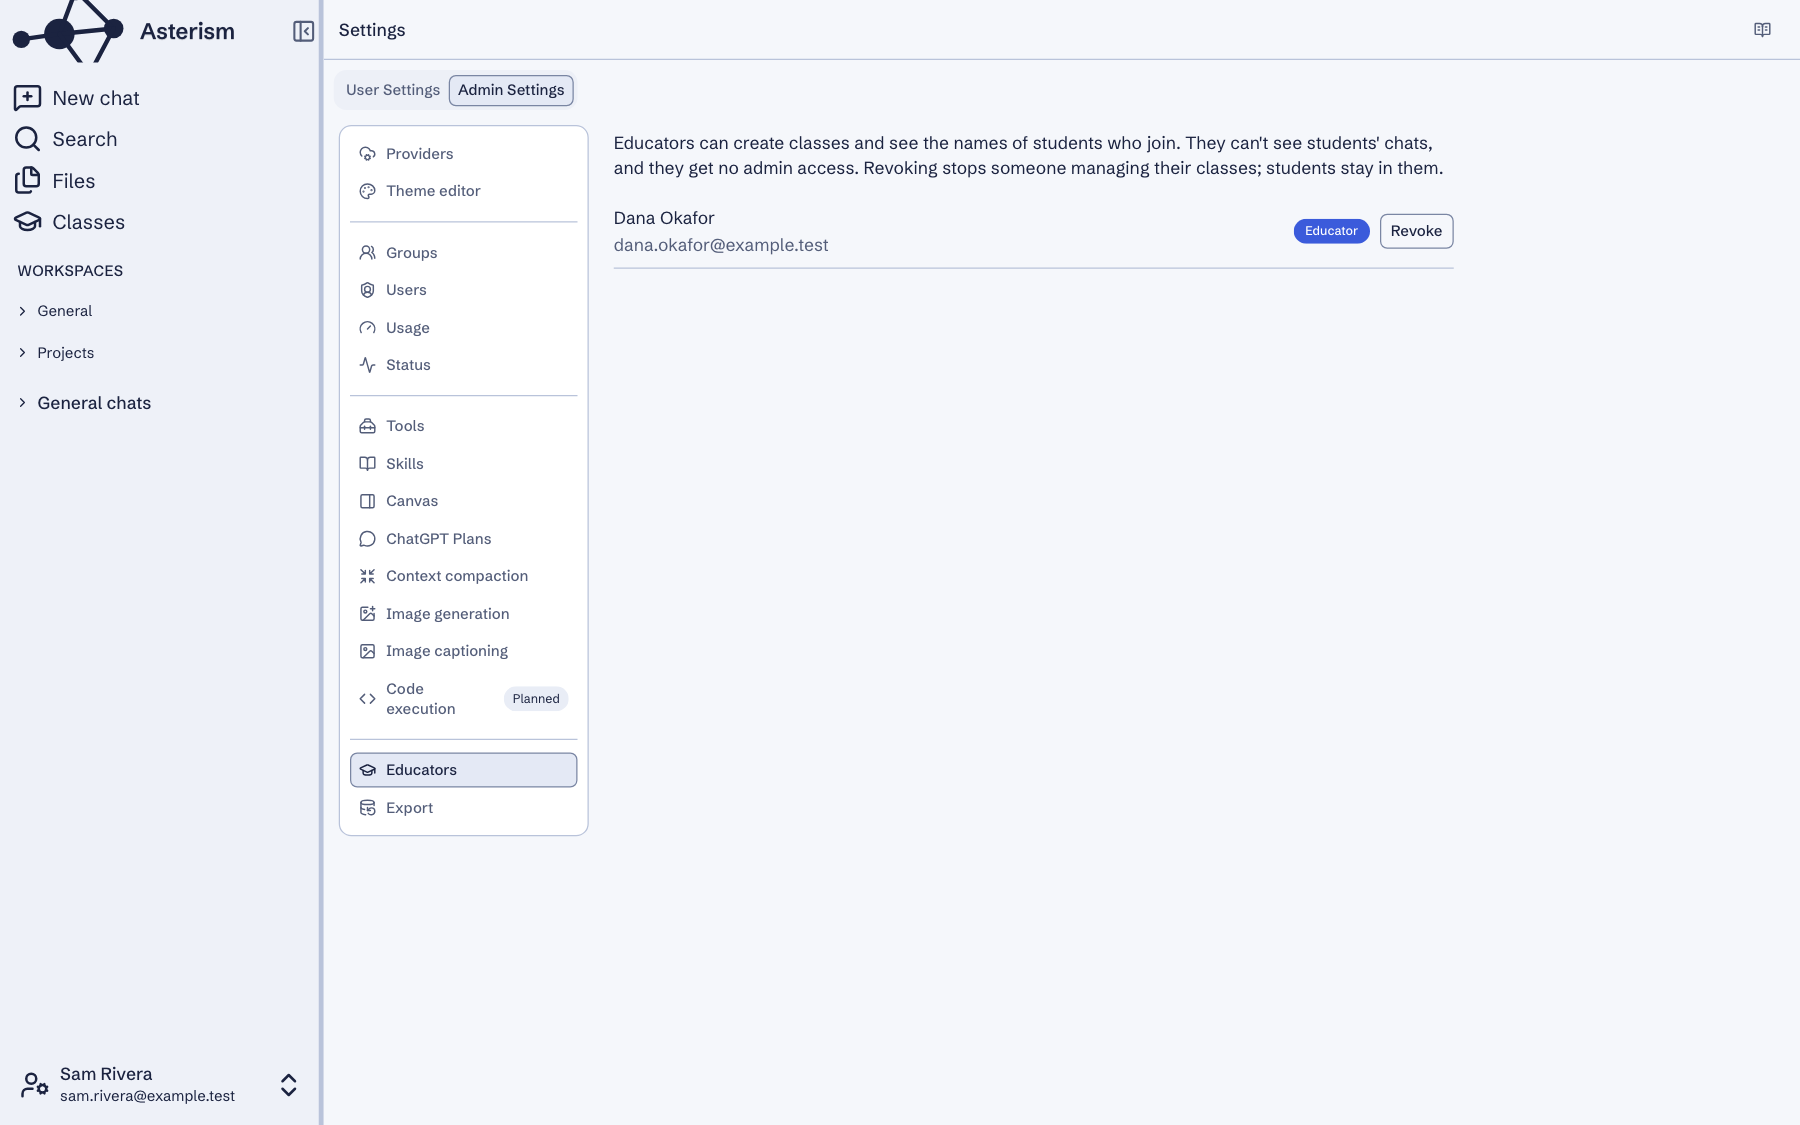 Asterism
New chat
Search
Files
Classes
WORKSPACES
General
Projects
General chats
Sam Rivera
sam.rivera@example.test
Settings
User Settings
Admin Settings
Providers
Theme editor
Groups
Users
Usage
Status
Tools
Skills
Canvas
ChatGPT Plans
Context compaction
Image generation
Image captioning
Code
execution
Planned
Educators
Export
Educators can create classes and see the names of students who join. They can't see students' chats,
and they get no admin access. Revoking stops someone managing their classes; students stay in them.
Dana Okafor
dana.okafor@example.test
Educator
Revoke